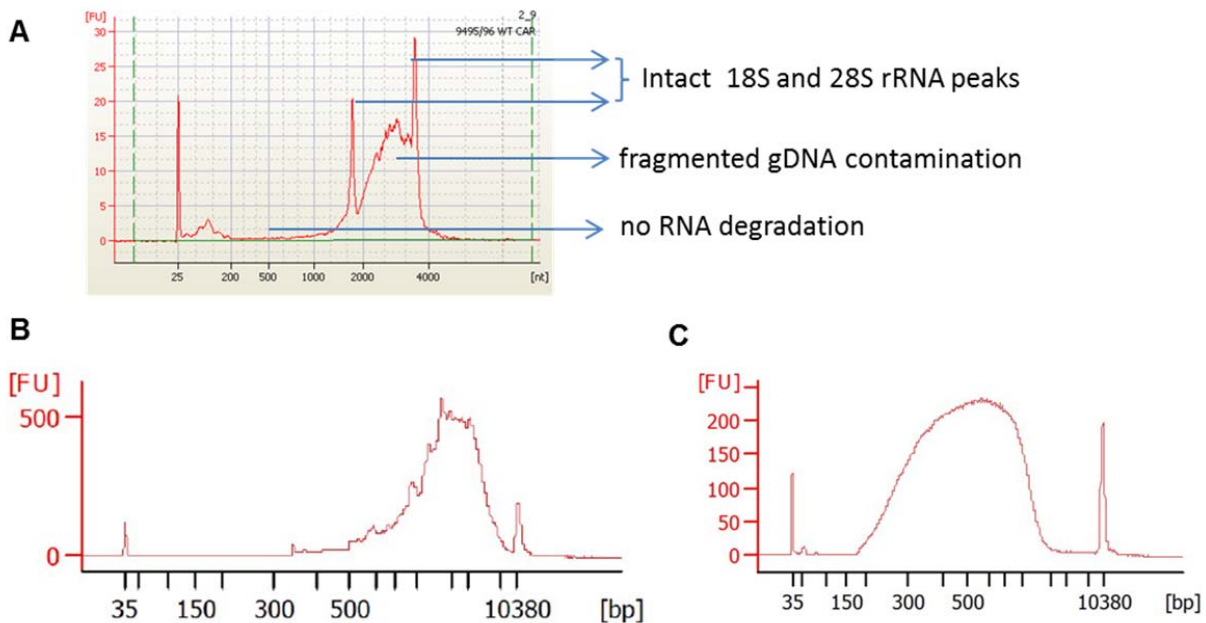 A
[FU]
2_9
9495/96 WT CAR
30
25
20
15
10
5
0
25 200 500 1000 2000 4000 [nt]
Intact 18S and 28S rRNA peaks
fragmented gDNA contamination
no RNA degradation
B
[FU]
500
0
35 150 300 500 10380 [bp]
C
[FU]
200
150
100
50
0
35 150 300 500 10380 [bp]